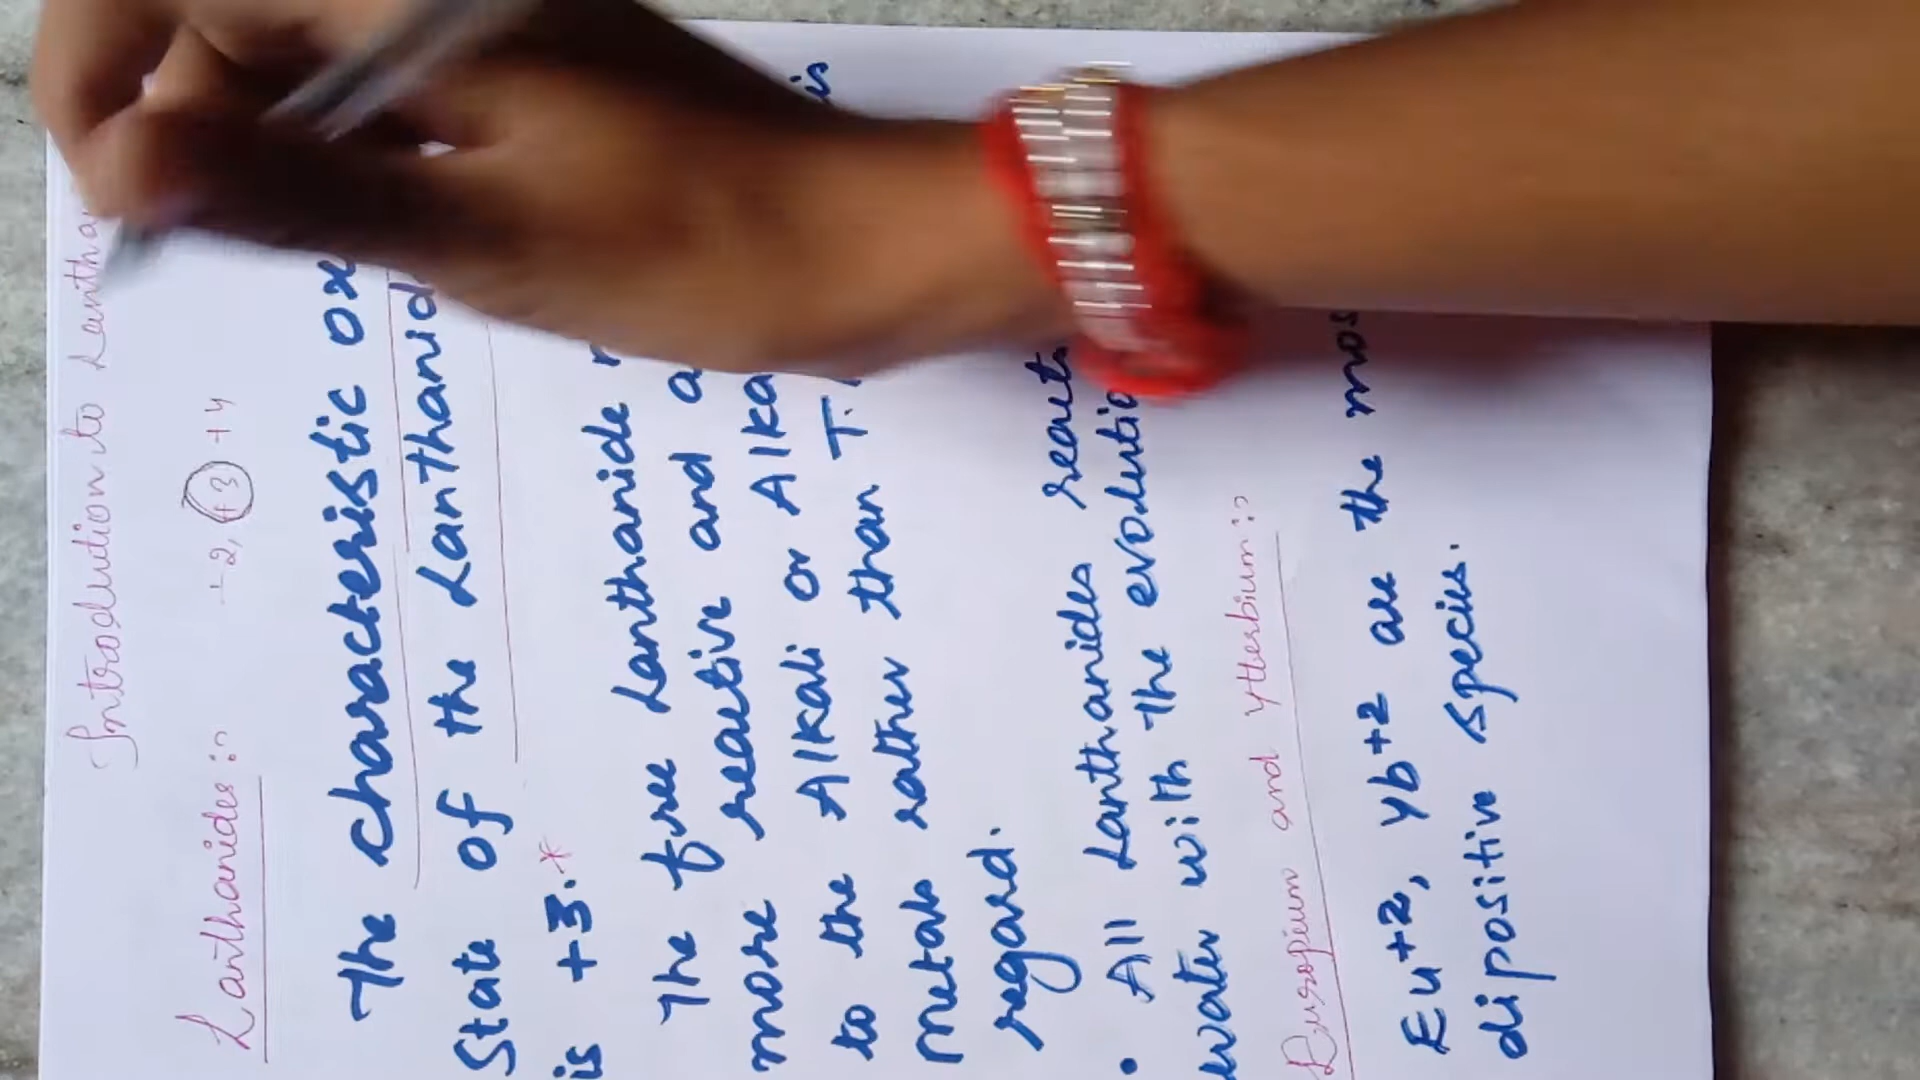 Introdution to Lantha
Lanthanides :-
+2, +3 +4
The characteristic ox
State of the Lanthanid
is +3.*
The free Lanthanide
more reactive and a
to the Alkali or Alka
metals rather than T.
regard.
is
• All Lanthanides react
water with the evolutio
Europium and ytterbium :-
Eu+2, yb+2 are the mos
dipositive species.